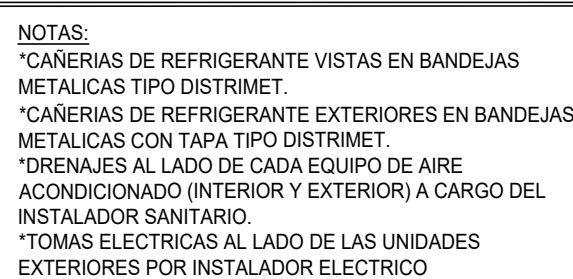 NOTAS:
*CAÑERIAS DE REFRIGERANTE VISTAS EN BANDEJAS
METALICAS TIPO DISTRIMET.
*CAÑERIAS DE REFRIGERANTE EXTERIORES EN BANDEJAS
METALICAS CON TAPA TIPO DISTRIMET.
*DRENAJES AL LADO DE CADA EQUIPO DE AIRE
ACONDICIONADO (INTERIOR Y EXTERIOR) A CARGO DEL
INSTALADOR SANITARIO.
*TOMAS ELECTRICAS AL LADO DE LAS UNIDADES
EXTERIORES POR INSTALADOR ELECTRICO